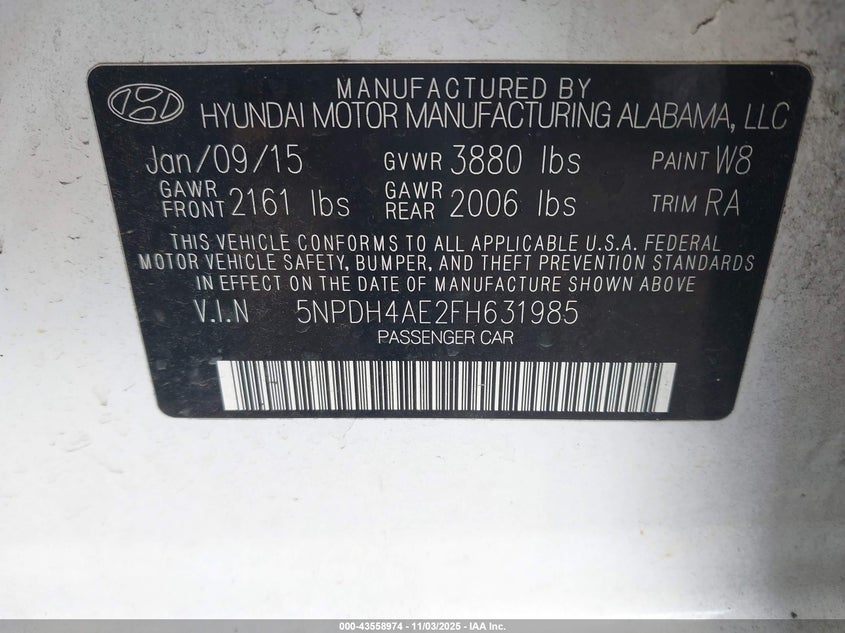 MANUFACTURED BY
HYUNDAI MOTOR MANUFACTURING ALABAMA, LLC
Jan/09/15 GVWR 3880 lbs PAINT W8
GAWR FRONT 2161 lbs GAWR REAR 2006 lbs TRIM RA
THIS VEHICLE CONFORMS TO ALL APPLICABLE U.S.A. FEDERAL
MOTOR VEHICLE SAFETY, BUMPER, AND THEFT PREVENTION STANDARDS
IN EFFECT ON THE DATE OF MANUFACTURE SHOWN ABOVE
V.I.N 5NPDH4AE2FH631985
PASSENGER CAR
000-43558974 - 11/03/2025 - IAA Inc.